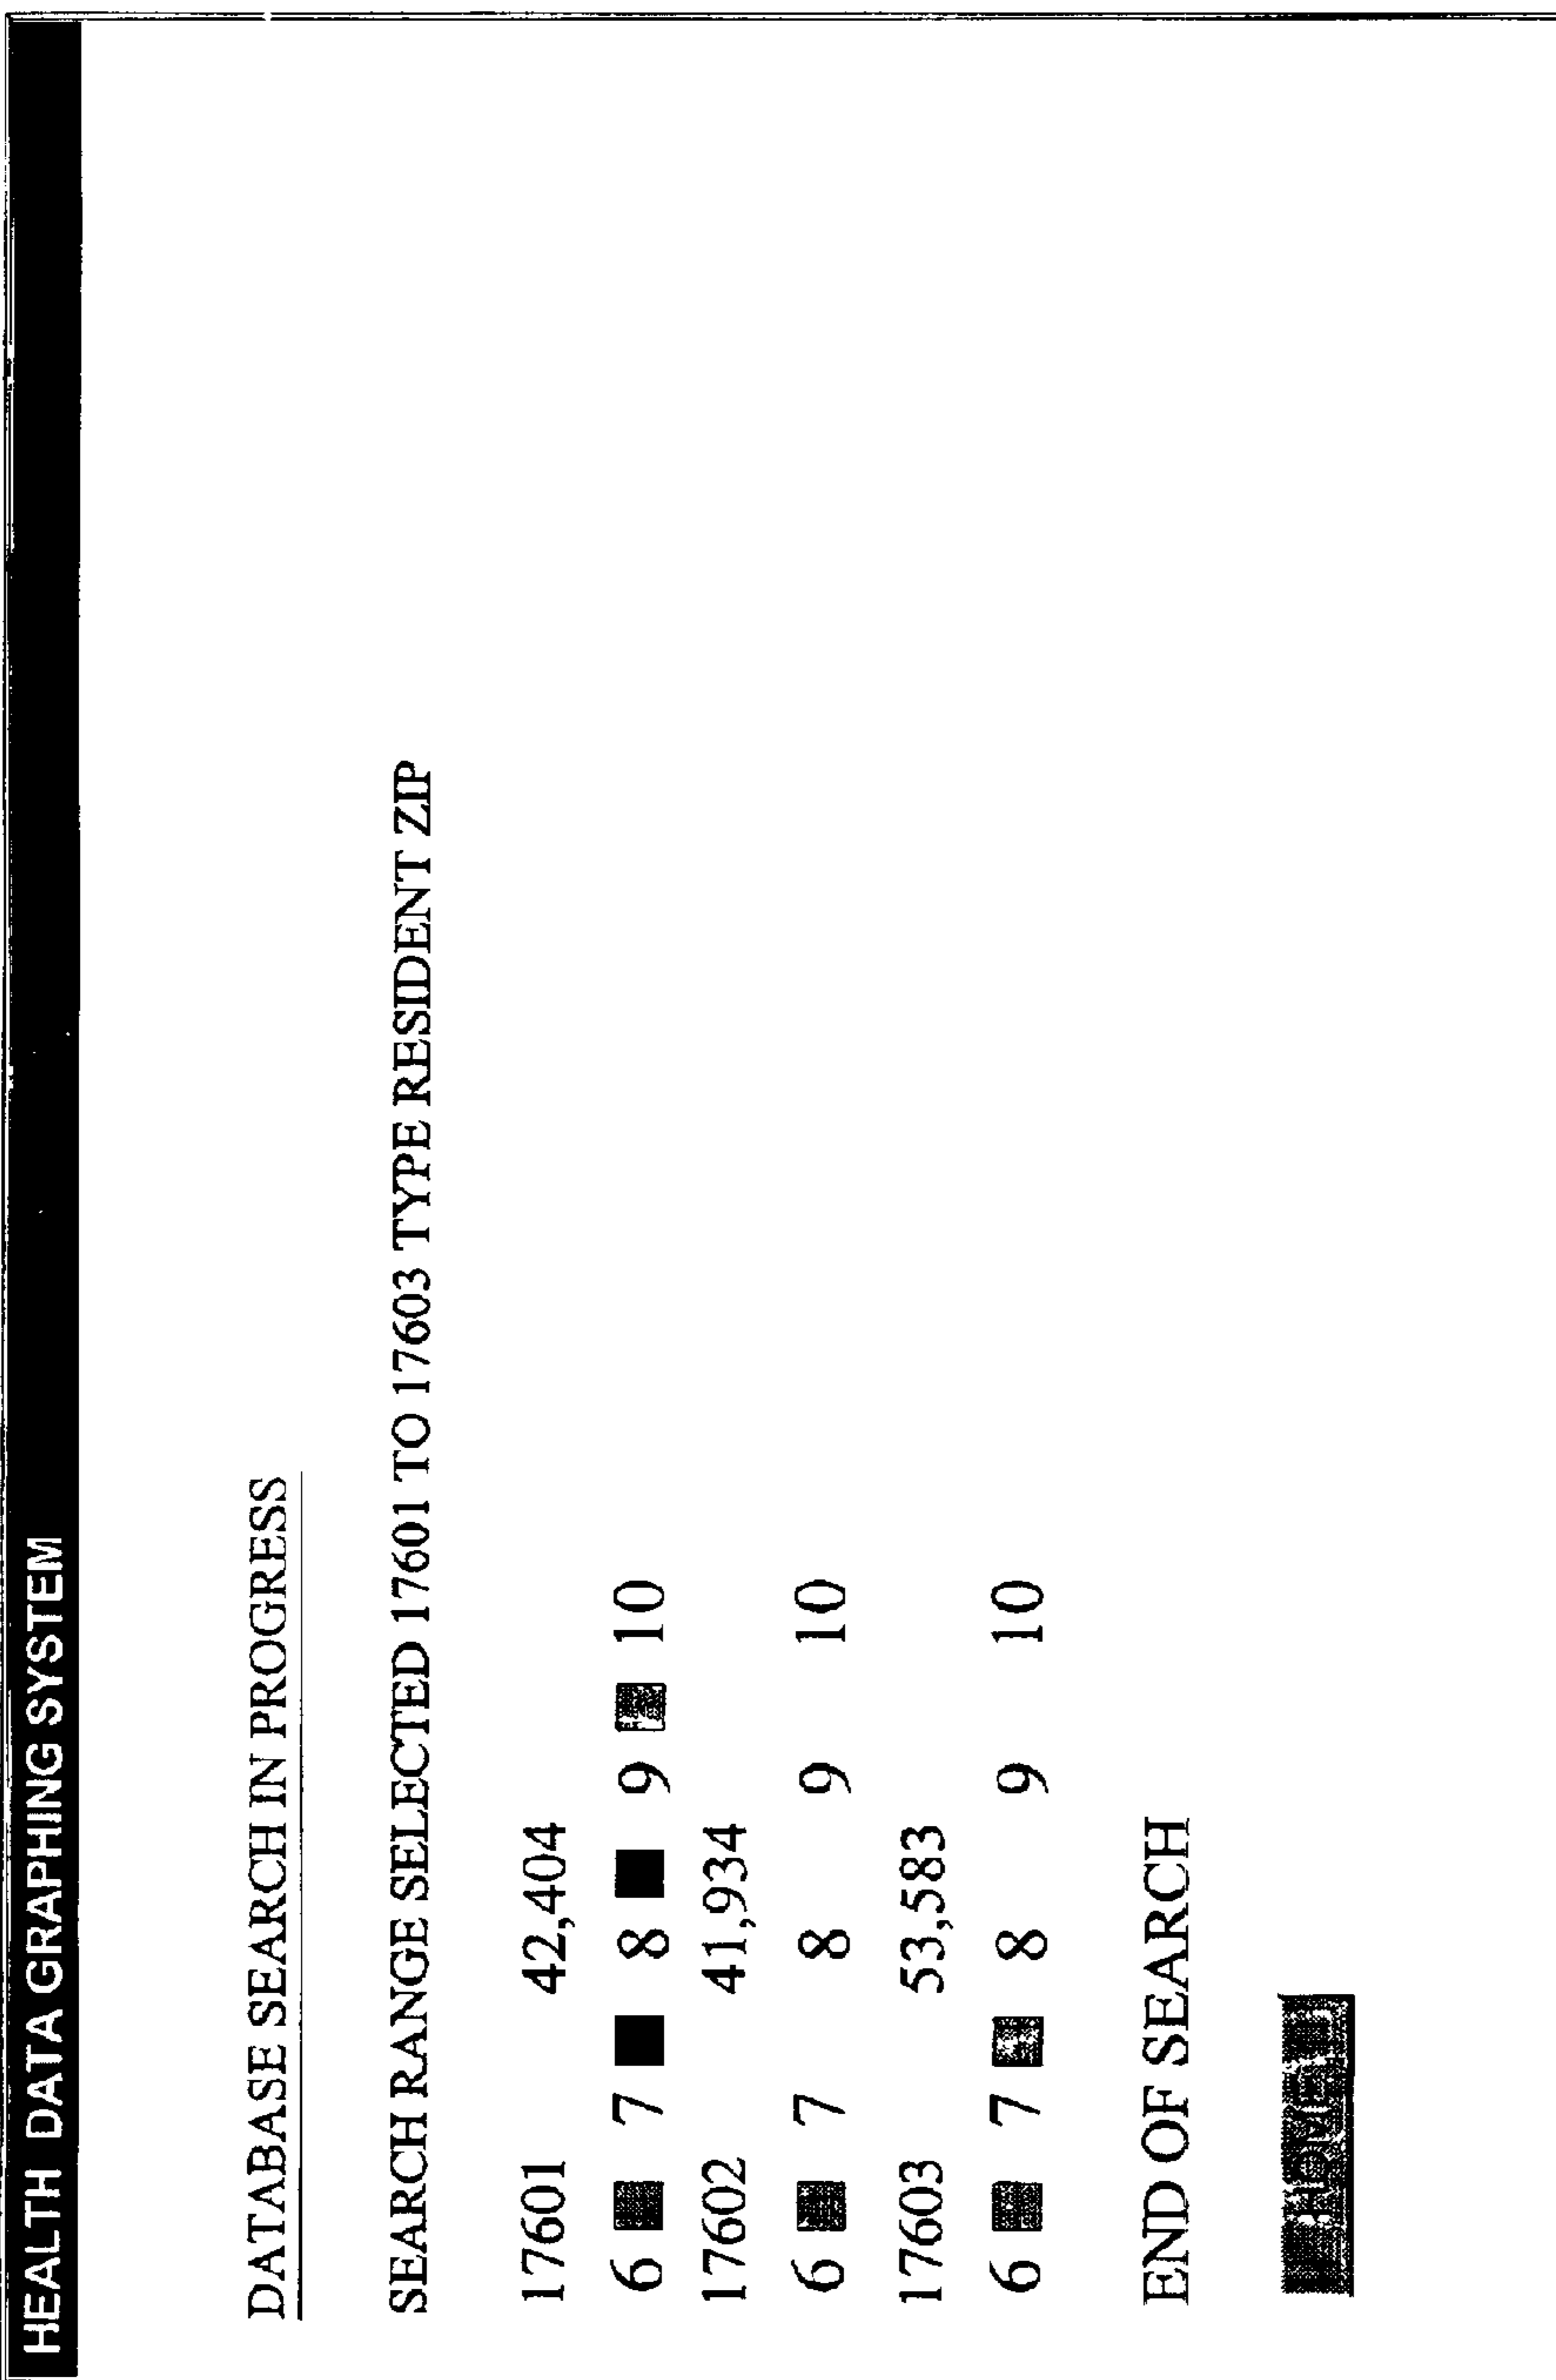 HEALTH DATA GRAPHING SYSTEM
DATABASE SEARCH IN PROGRESS
SEARCH RANGE SELECTED 17601 TO 17603 TYPE RESIDENT ZIP
17601 42,404
6 7 8 9 10
17602 41,934
6 7 8 9 10
17603 53,583
6 7 8 9 10
END OF SEARCH